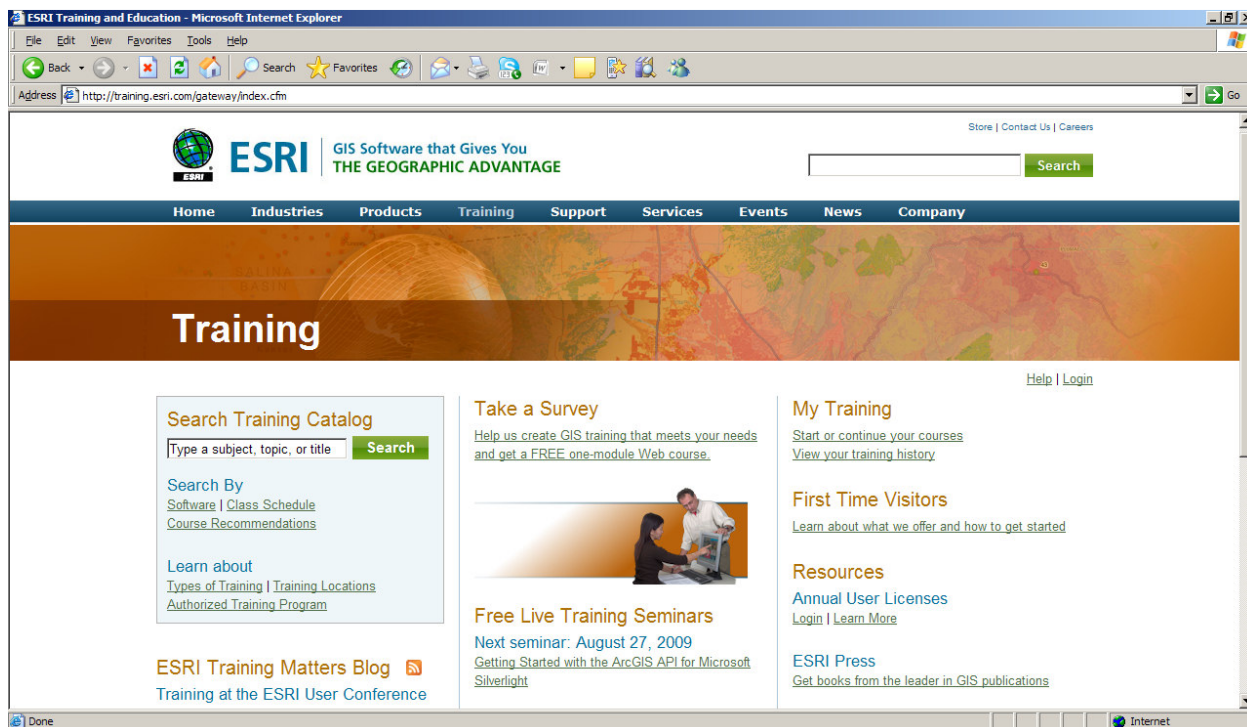 ESRI Training and Education - Microsoft Internet Explorer
File Edit View Favorites Tools Help
Back Search Favorites
Address http://training.esri.com/gateway/index.cfm Go
Store | Contact Us | Careers
ESRI
ESRI
GIS Software that Gives You
THE GEOGRAPHIC ADVANTAGE
Search
Home Industries Products Training Support Services Events News Company
SALINA
BASIN
Training
Help | Login
Search Training Catalog
Type a subject, topic, or title Search
Search By
Software | Class Schedule
Course Recommendations
Learn about
Types of Training | Training Locations
Authorized Training Program
ESRI Training Matters Blog
Training at the ESRI User Conference
Take a Survey
Help us create GIS training that meets your needs
and get a FREE one-module Web course.
Free Live Training Seminars
Next seminar: August 27, 2009
Getting Started with the ArcGIS API for Microsoft
Silverlight
My Training
Start or continue your courses
View your training history
First Time Visitors
Learn about what we offer and how to get started
Resources
Annual User Licenses
Login | Learn More
ESRI Press
Get books from the leader in GIS publications
Done Internet